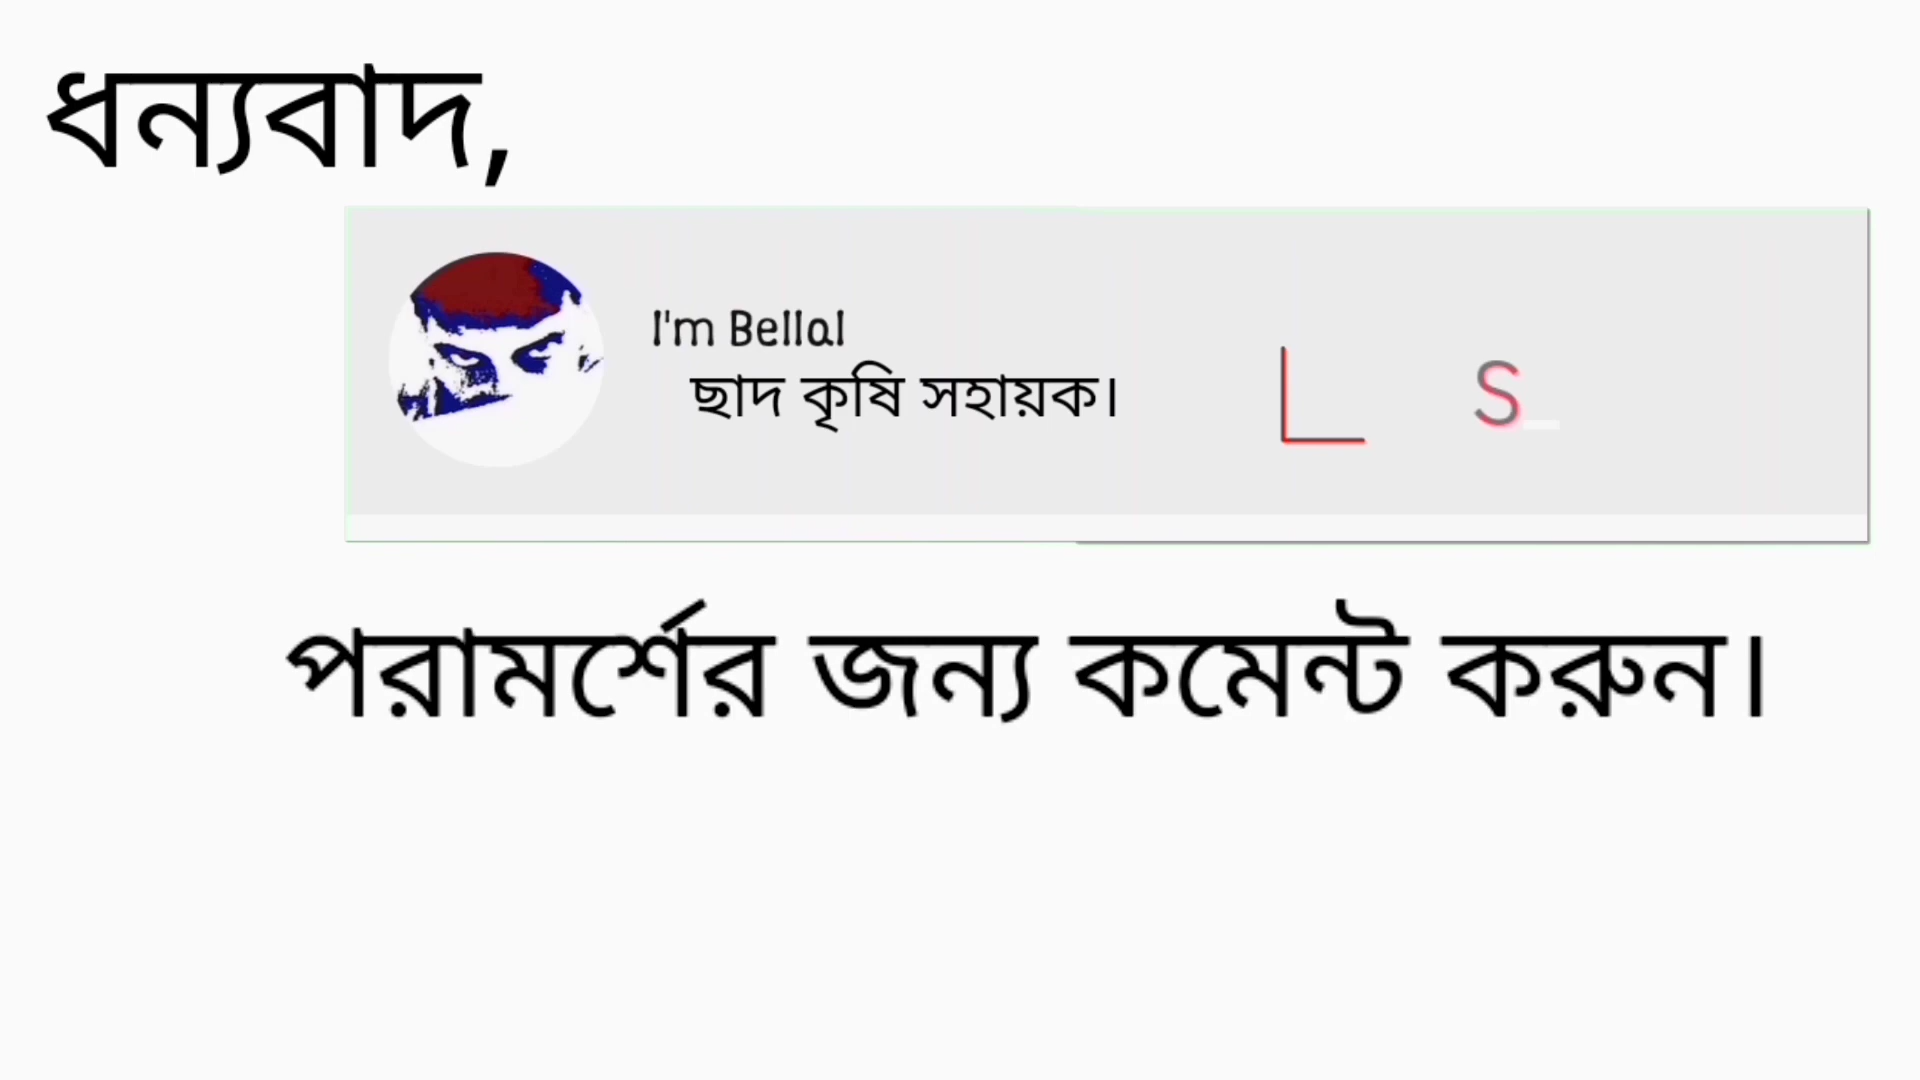 ধন্যবাদ,
I'm Bellal
ছাদ কৃষি সহায়ক।
L S
পরামর্শের জন্য কমেন্ট করুন।